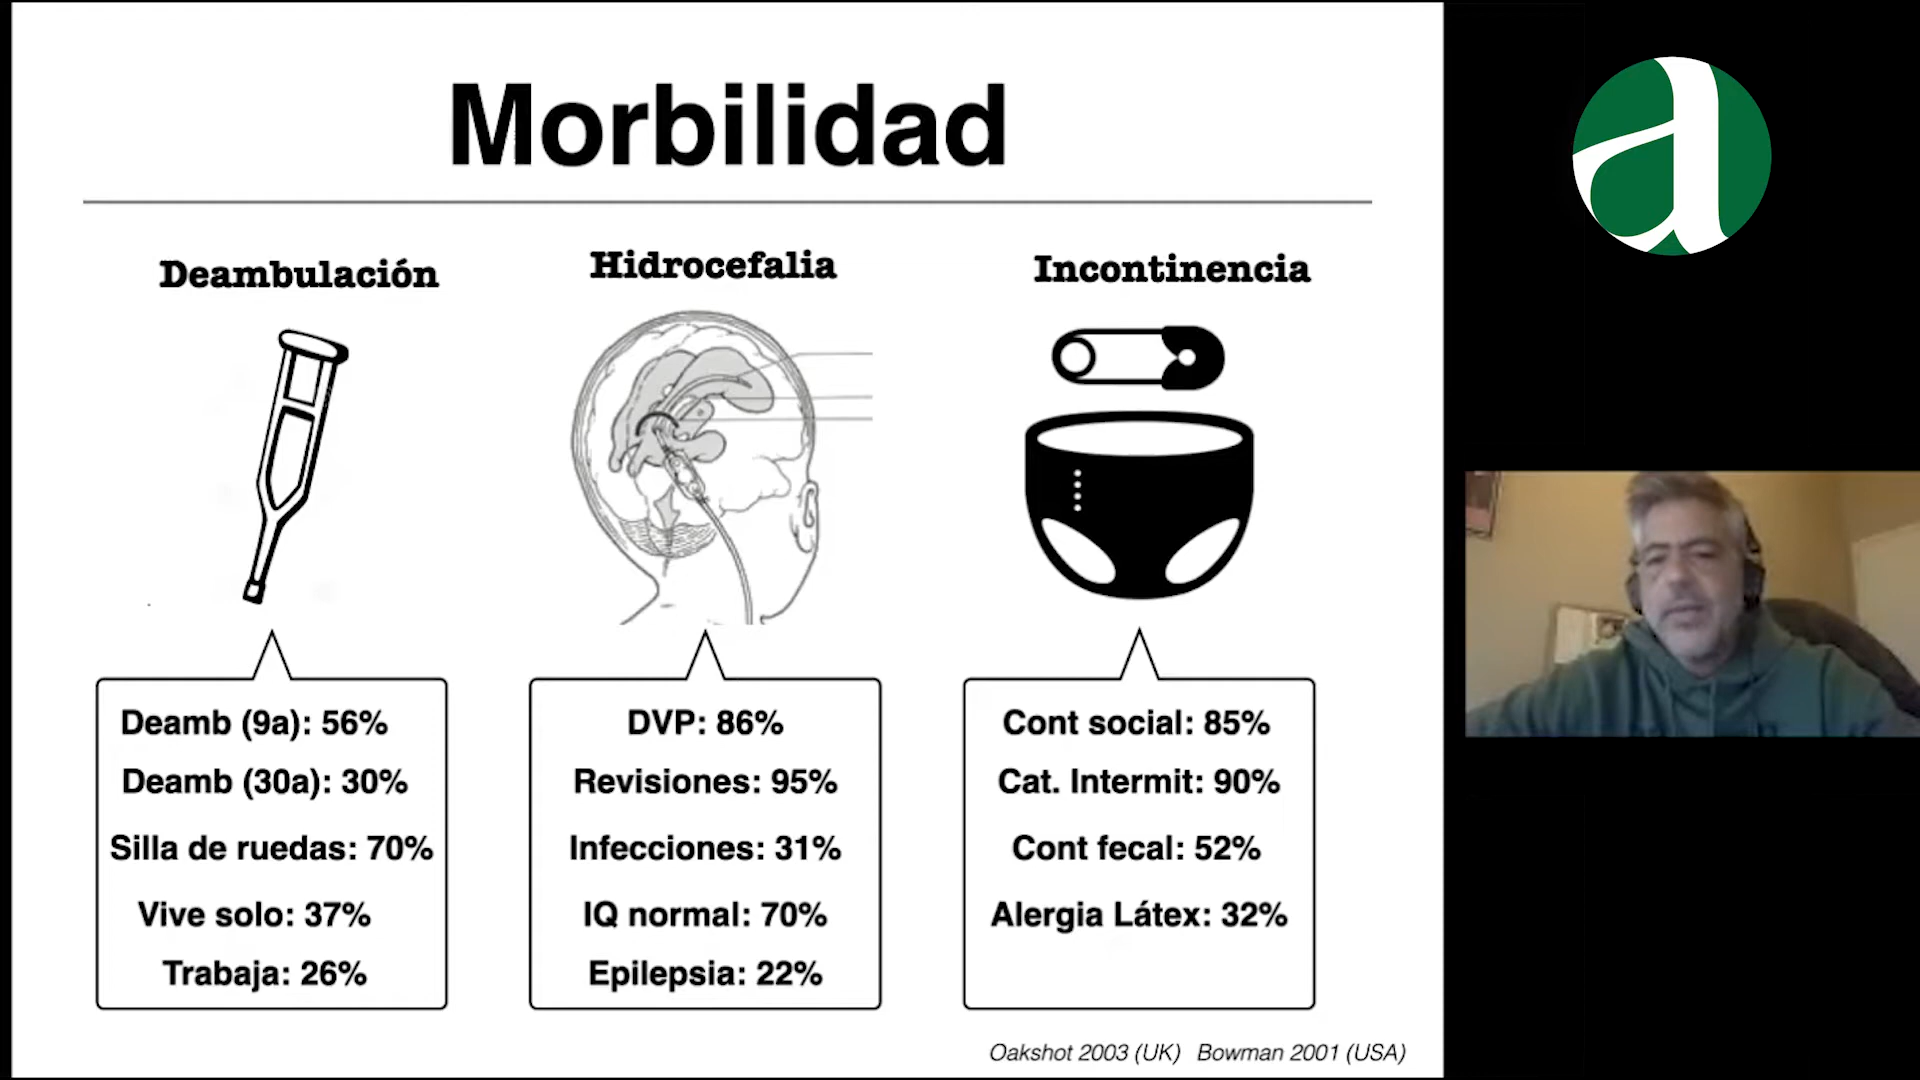 Morbilidad
Deambulación
Deamb (9a): 56%
Deamb (30a): 30%
Silla de ruedas: 70%
Vive solo: 37%
Trabaja: 26%
Hidrocefalia
DVP: 86%
Revisiones: 95%
Infecciones: 31%
IQ normal: 70%
Epilepsia: 22%
Incontinencia
Cont social: 85%
Cat. Intermit: 90%
Cont fecal: 52%
Alergia Látex: 32%
Oakshot 2003 (UK) Bowman 2001 (USA)
a